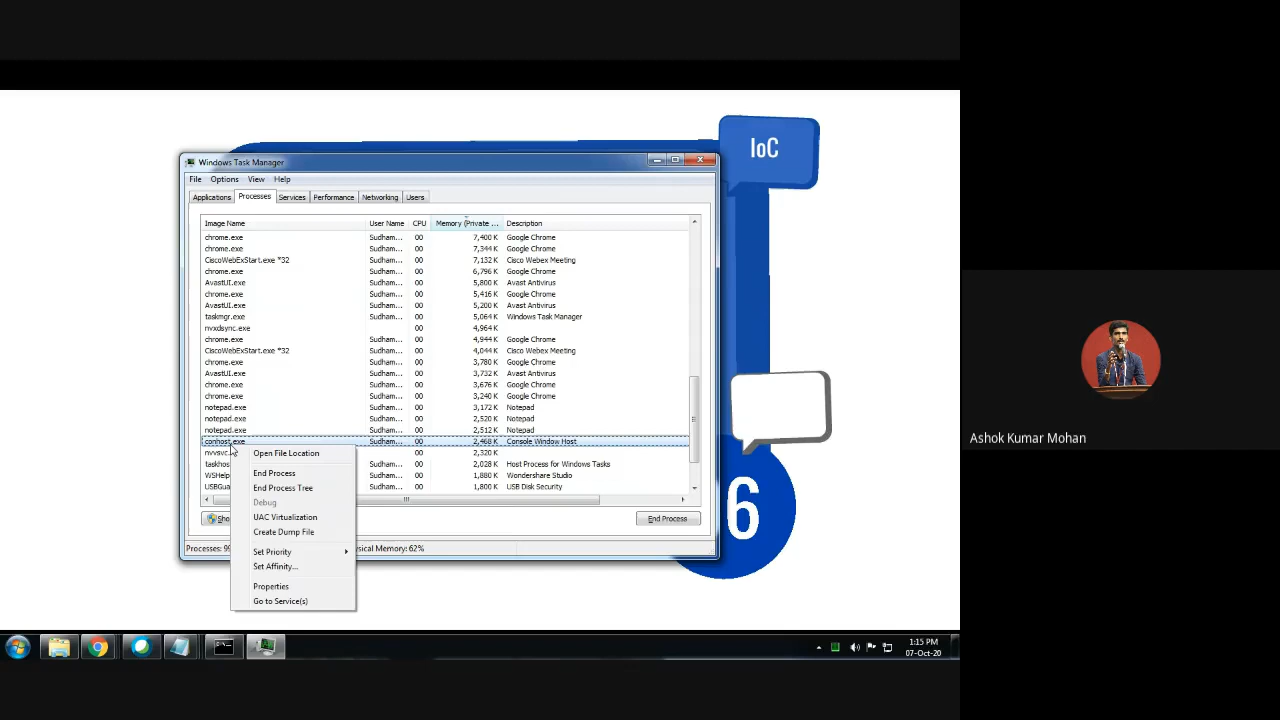 IoC
Windows Task Manager
File Options View Help
Applications Processes Services Performance Networking Users
Image Name User Name CPU Memory (Private ... Description
chrome.exe Sudham... 00 7,400 K Google Chrome
chrome.exe Sudham... 00 7,344 K Google Chrome
CiscoWebExStart.exe *32 Sudham... 00 7,132 K Cisco Webex Meeting
chrome.exe Sudham... 00 6,796 K Google Chrome
AvastUI.exe Sudham... 00 5,800 K Avast Antivirus
chrome.exe Sudham... 00 5,416 K Google Chrome
AvastUI.exe Sudham... 00 5,200 K Avast Antivirus
taskmgr.exe Sudham... 00 5,064 K Windows Task Manager
nvxdsync.exe 00 4,964 K
chrome.exe Sudham... 00 4,944 K Google Chrome
CiscoWebExStart.exe *32 Sudham... 00 4,044 K Cisco Webex Meeting
chrome.exe Sudham... 00 3,780 K Google Chrome
AvastUI.exe Sudham... 00 3,732 K Avast Antivirus
chrome.exe Sudham... 00 3,676 K Google Chrome
chrome.exe Sudham... 00 3,240 K Google Chrome
notepad.exe Sudham... 00 3,172 K Notepad
notepad.exe Sudham... 00 2,520 K Notepad
notepad.exe Sudham... 00 2,512 K Notepad
conhost.exe Sudham... 00 2,468 K Console Window Host
nvvsvc. 00 2,320 K
taskhos Sudham... 00 2,028 K Host Process for Windows Tasks
WSHelp Sudham... 00 1,880 K Wondershare Studio
USBGua Sudham... 00 1,800 K USB Disk Security
Open File Location
End Process
End Process Tree
Debug
UAC Virtualization
Create Dump File
Set Priority
Set Affinity...
Properties
Go to Service(s)
Sho
End Process
Processes: 99 ysical Memory: 62%
6
Ashok Kumar Mohan
1:15 PM
07-Oct-20